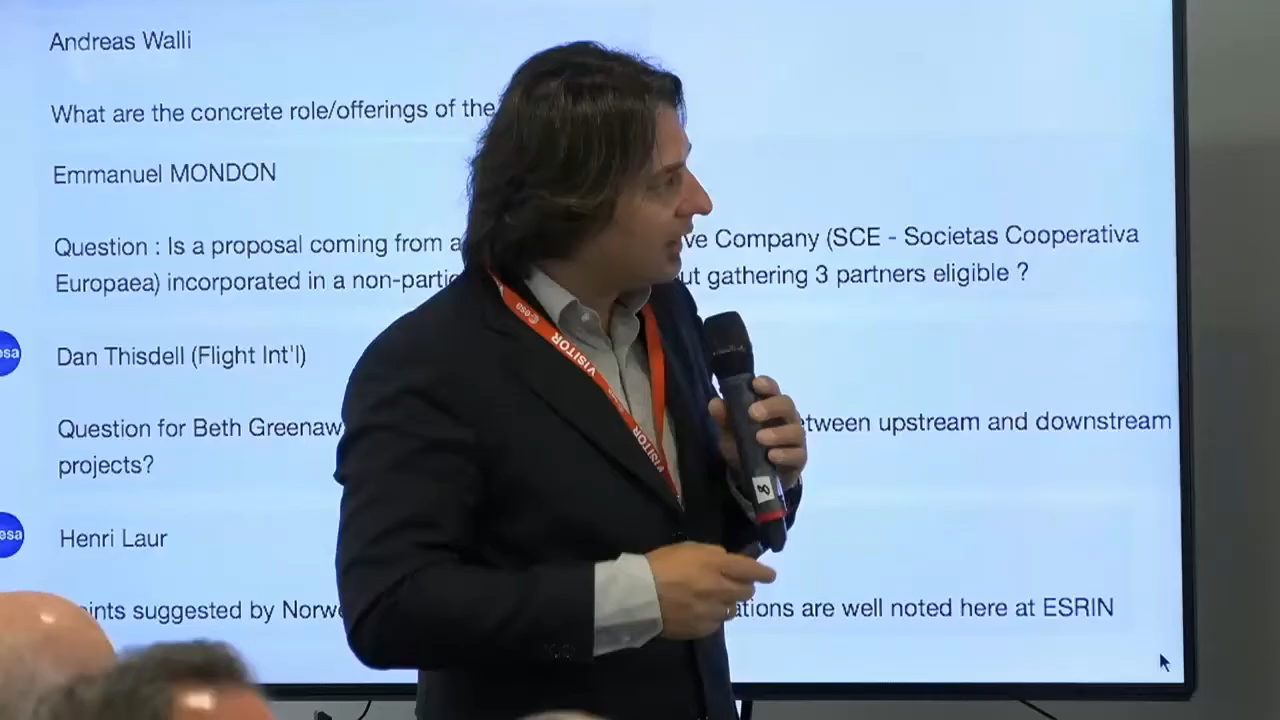 Andreas Walli
What are the concrete role/offerings of the
Emmanuel MONDON
Question : Is a proposal coming from a ve Company (SCE - Societas Cooperativa
Europaea) incorporated in a non-partic ut gathering 3 partners eligible ?
esa
Dan Thisdell (Flight Int'l)
Question for Beth Greenaw tween upstream and downstream
projects?
esa
Henri Laur
ints suggested by Norwe ations are well noted here at ESRIN
esa
VISITOR
VISITOR
8